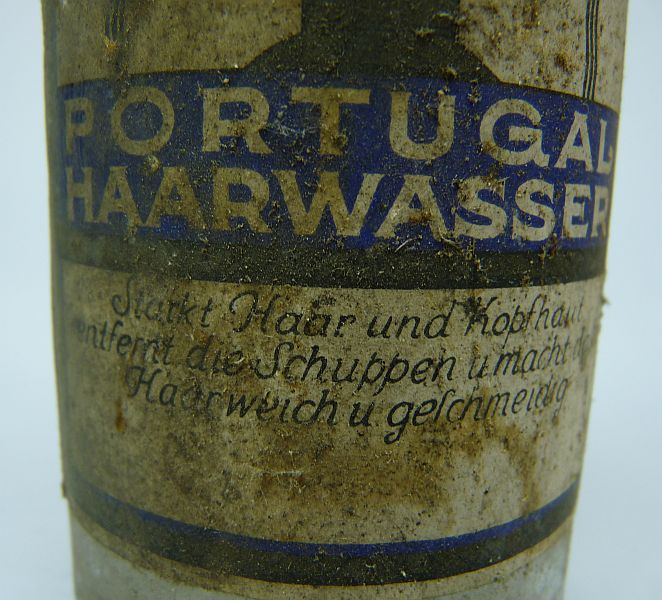 PORTUGAL
HAARWASSER
Stärkt Haar und Kopfhaut
entfernt die Schuppen u. macht
Haar weich u. geſchmeidig